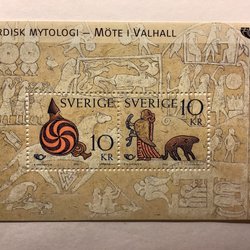 RDISK MYTOLOGI – MÖTE I VALHALL
SVERIGE
10
KR
SVERIGE
10
KR